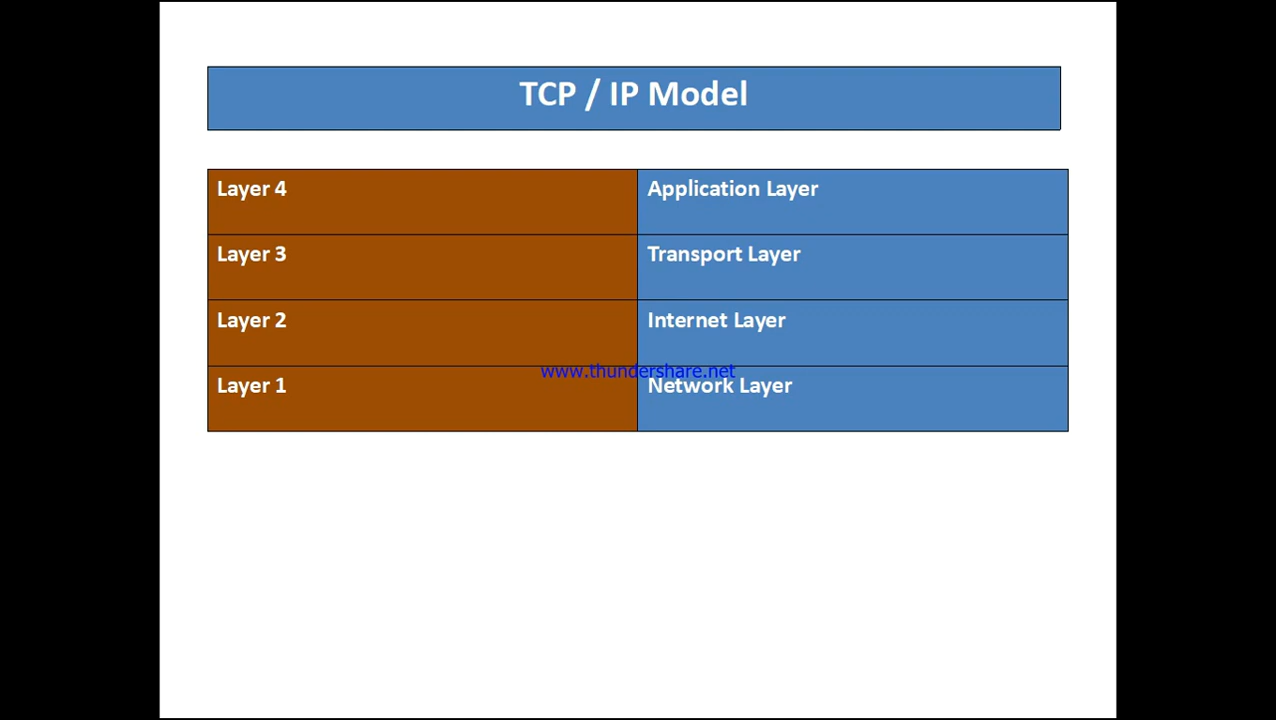 TCP / IP Model
Layer 4 Application Layer
Layer 3 Transport Layer
Layer 2 Internet Layer
www.thundershare.net
Layer 1 Network Layer